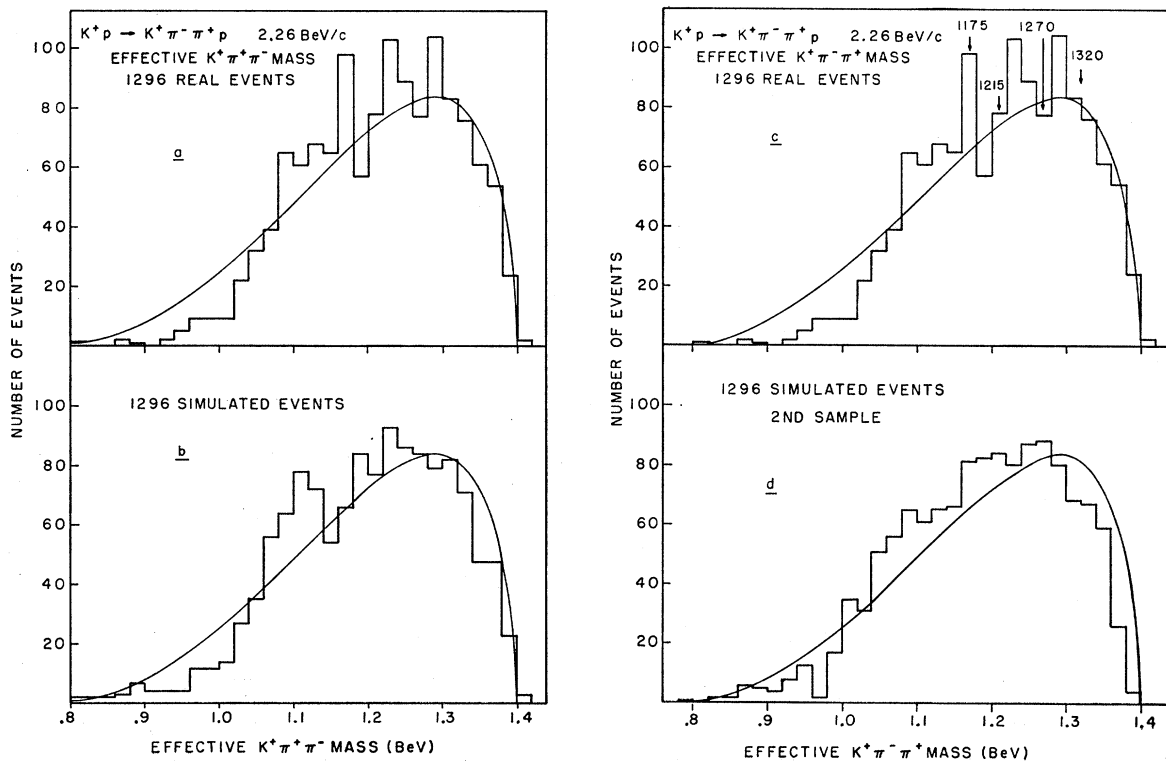 K⁺p → K⁺π⁻π⁺p 2.26 BeV/c
EFFECTIVE K⁺π⁺π⁻ MASS
1296 REAL EVENTS
a
100
80
60
40
20
1296 SIMULATED EVENTS
b
100
80
60
40
20
NUMBER OF EVENTS
.8 .9 1.0 1.1 1.2 1.3 1.4
EFFECTIVE K⁺π⁺π⁻ MASS (BeV)
K⁺p → K⁺π⁻π⁺p 2.26 BeV/c
EFFECTIVE K⁺π⁻π⁺ MASS
1296 REAL EVENTS
1175
1215
1270
1320
c
100
80
60
40
20
1296 SIMULATED EVENTS
2ND SAMPLE
d
100
80
60
40
20
NUMBER OF EVENTS
.8 .9 1.0 1.1 1.2 1.3 1.4
EFFECTIVE K⁺π⁻π⁺ MASS (BeV)